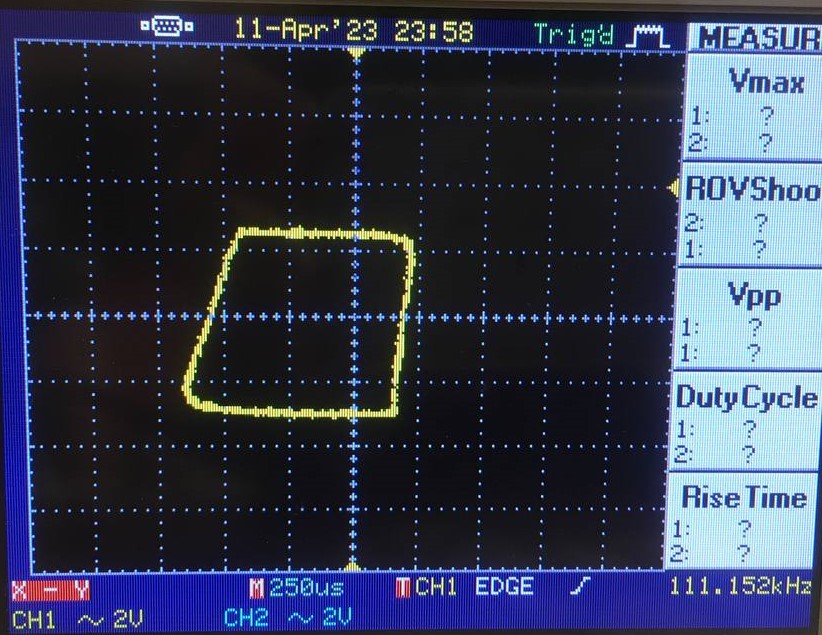 11-Apr'23 23:58 Trig'd MEASUR
Vmax
1: ?
2: ?
ROVShoo
2: ?
1: ?
Vpp
1: ?
1: ?
DutyCycle
1: ?
2: ?
Rise Time
1: ?
2: ?
X - Y M 250us T CH1 EDGE 111.152kHz
CH1 ~ 2V CH2 ~ 2V